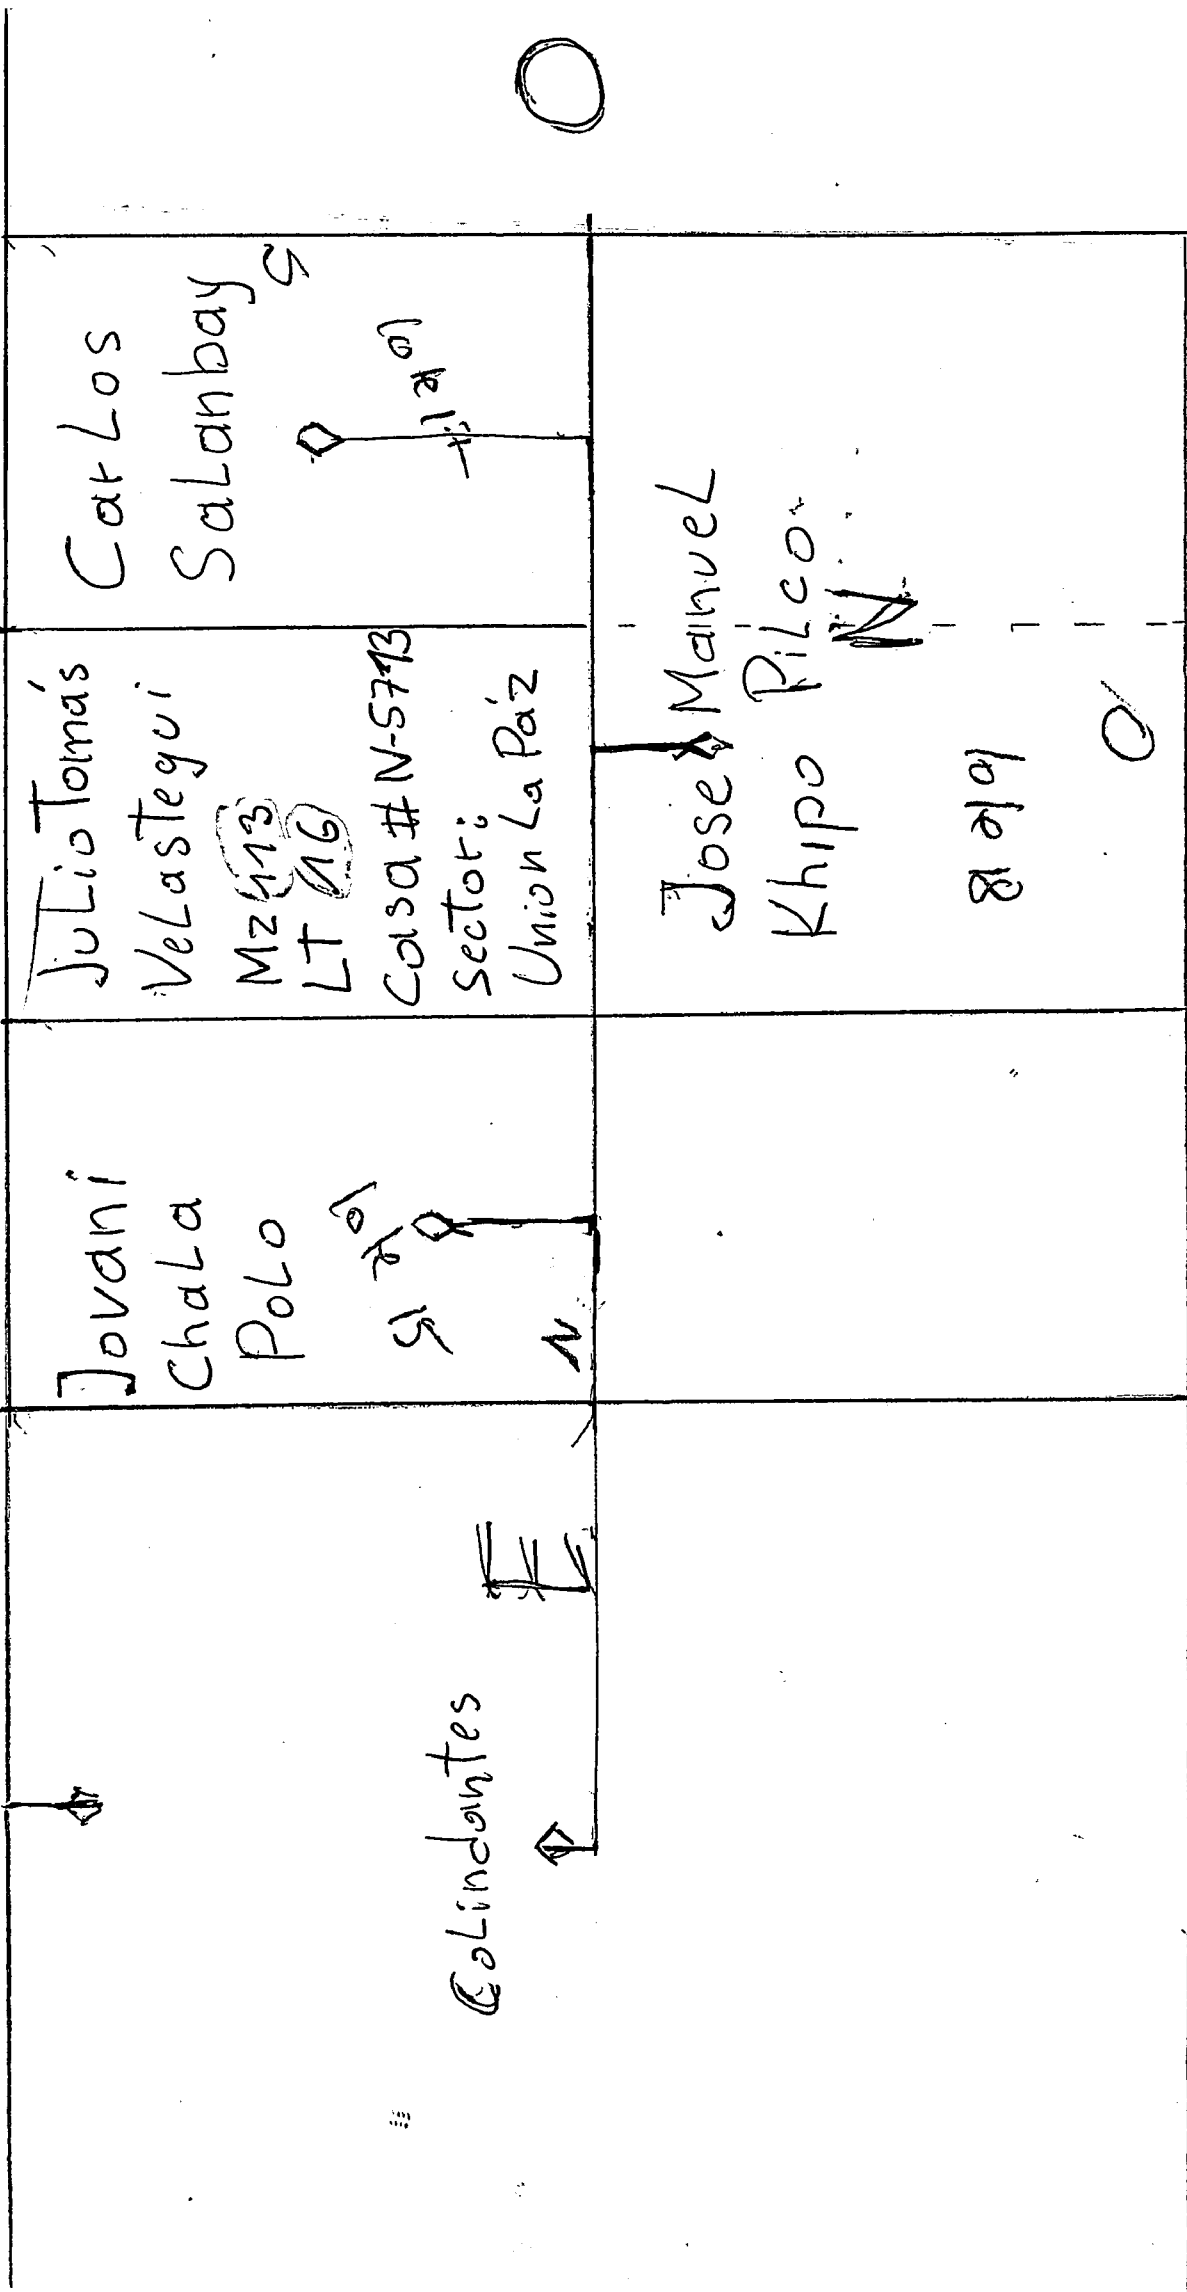 Colindantes
E
Jovani
Chala
Polo
N
Julio Tomás
Velastegui
Mz 113
LT 16
Casa # N-5713
Sector:
Union La Páz
Carlos
Salanbay
S
Jose Manuel
Khipo Pilco
N
O
O